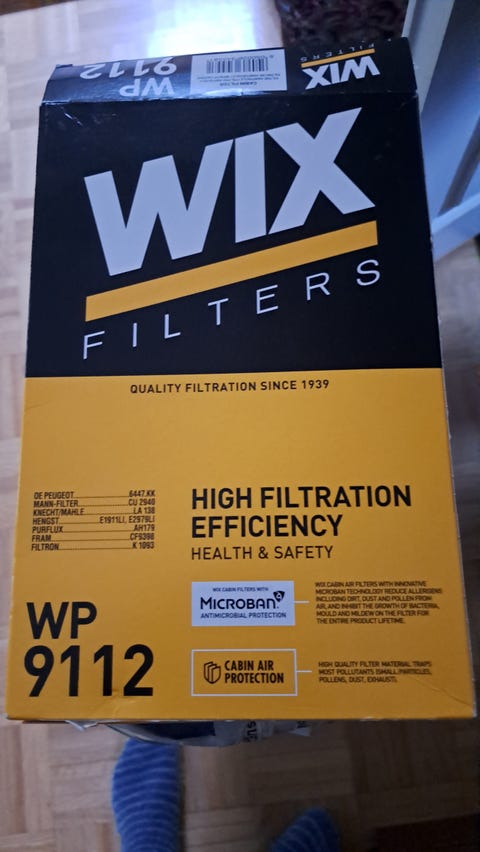 WP
9112
CABIN FILTER
WIX
FILTERS
WIX
FILTERS
QUALITY FILTRATION SINCE 1939
OE PEUGEOT 6447.KK
MANN-FILTER CU 2940
KNECHT/MAHLE LA 138
HENGST E1911LI, E2979LI
PURFLUX AH179
FRAM CF9398
FILTRON K 1093
HIGH FILTRATION
EFFICIENCY
HEALTH & SAFETY
WIX CABIN FILTERS WITH
MICROBAN
ANTIMICROBIAL PROTECTION
WIX CABIN AIR FILTERS WITH INNOVATIVE
MICROBAN TECHNOLOGY REDUCE ALLERGENS
INCLUDING DIRT, DUST AND POLLEN FROM
AIR, AND INHIBIT THE GROWTH OF BACTERIA,
MOULD AND MILDEW ON THE FILTER FOR
THE ENTIRE PRODUCT LIFETIME.
WP
9112
CABIN AIR
PROTECTION
HIGH QUALITY FILTER MATERIAL TRAPS
MOST POLLUTANTS (SMALL PARTICLES,
POLLENS, DUST, EXHAUST).